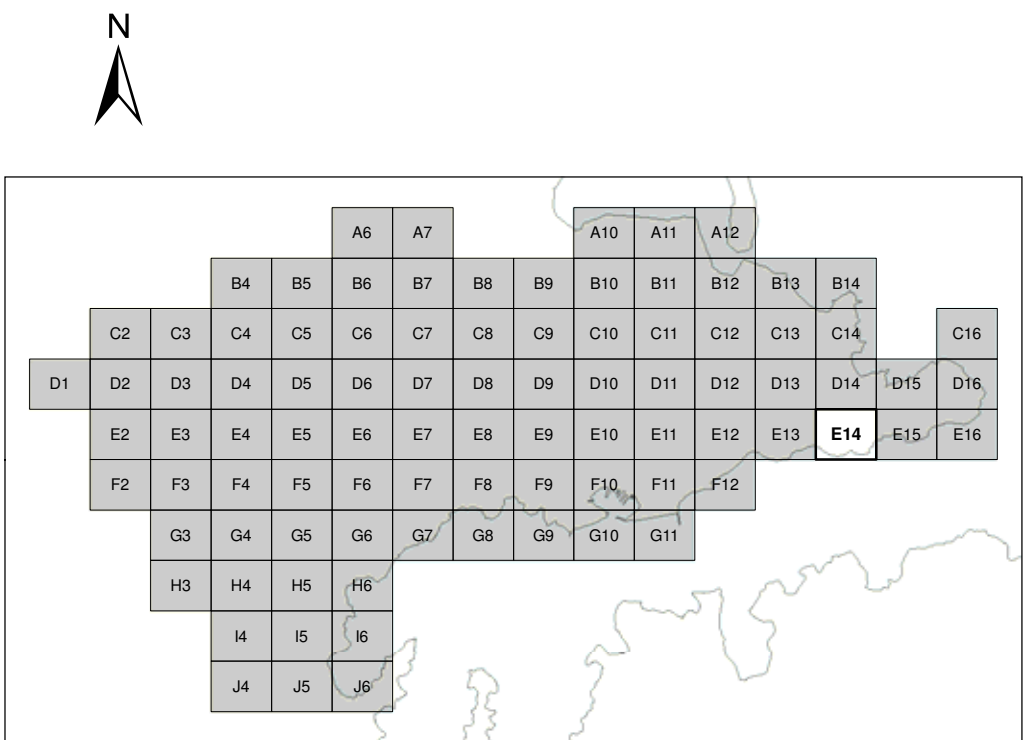 N
A6 A7 A10 A11 A12
B4 B5 B6 B7 B8 B9 B10 B11 B12 B13 B14
C2 C3 C4 C5 C6 C7 C8 C9 C10 C11 C12 C13 C14 C16
D1 D2 D3 D4 D5 D6 D7 D8 D9 D10 D11 D12 D13 D14 D15 D16
E2 E3 E4 E5 E6 E7 E8 E9 E10 E11 E12 E13 E14 E15 E16
F2 F3 F4 F5 F6 F7 F8 F9 F10 F11 F12
G3 G4 G5 G6 G7 G8 G9 G10 G11
H3 H4 H5 H6
I4 I5 I6
J4 J5 J6